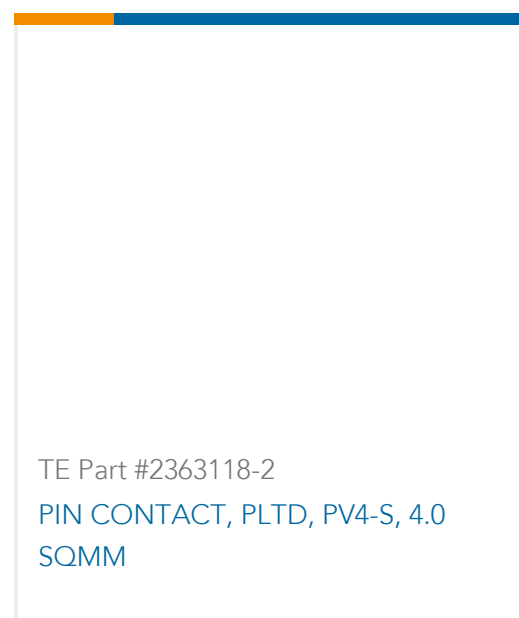 TE Part #2363118-2
PIN CONTACT, PLTD, PV4-S, 4.0
SQMM